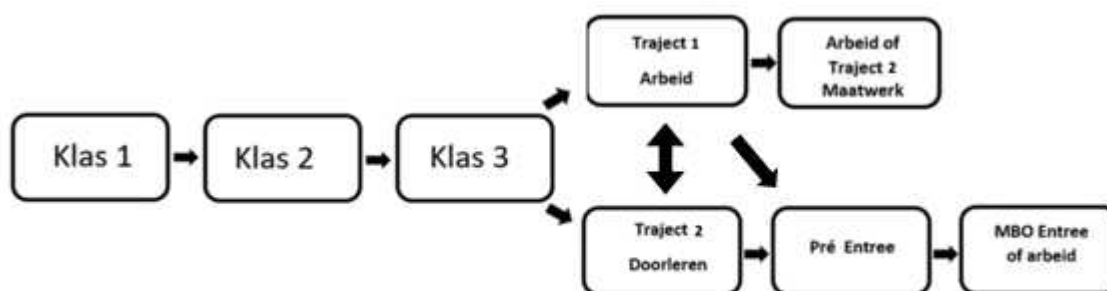 Klas 1
Klas 2
Klas 3
Traject 1
Arbeid
Arbeid of
Traject 2
Maatwerk
Traject 2
Doorleren
Pré Entree
MBO Entree
of arbeid